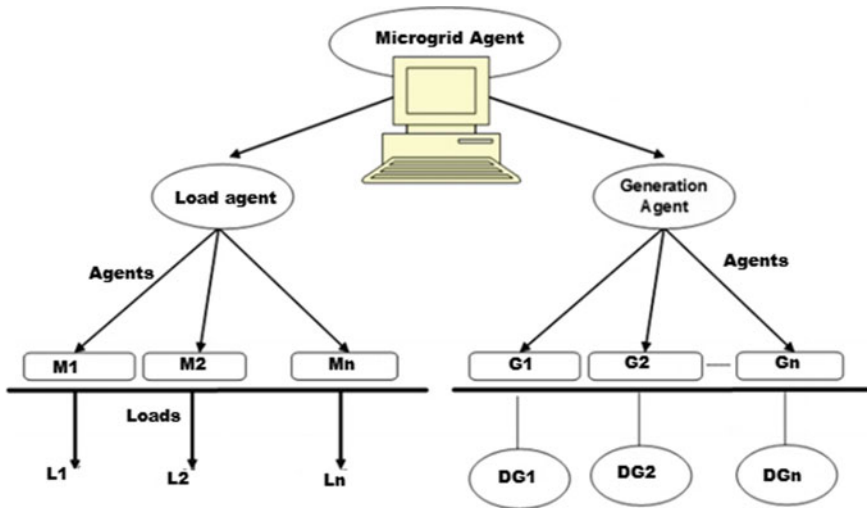 Microgrid Agent
Load agent
Generation
Agent
Agents
Agents
M1
M2
Mn
G1
G2
Gn
Loads
L1
L2
Ln
DG1
DG2
DGn